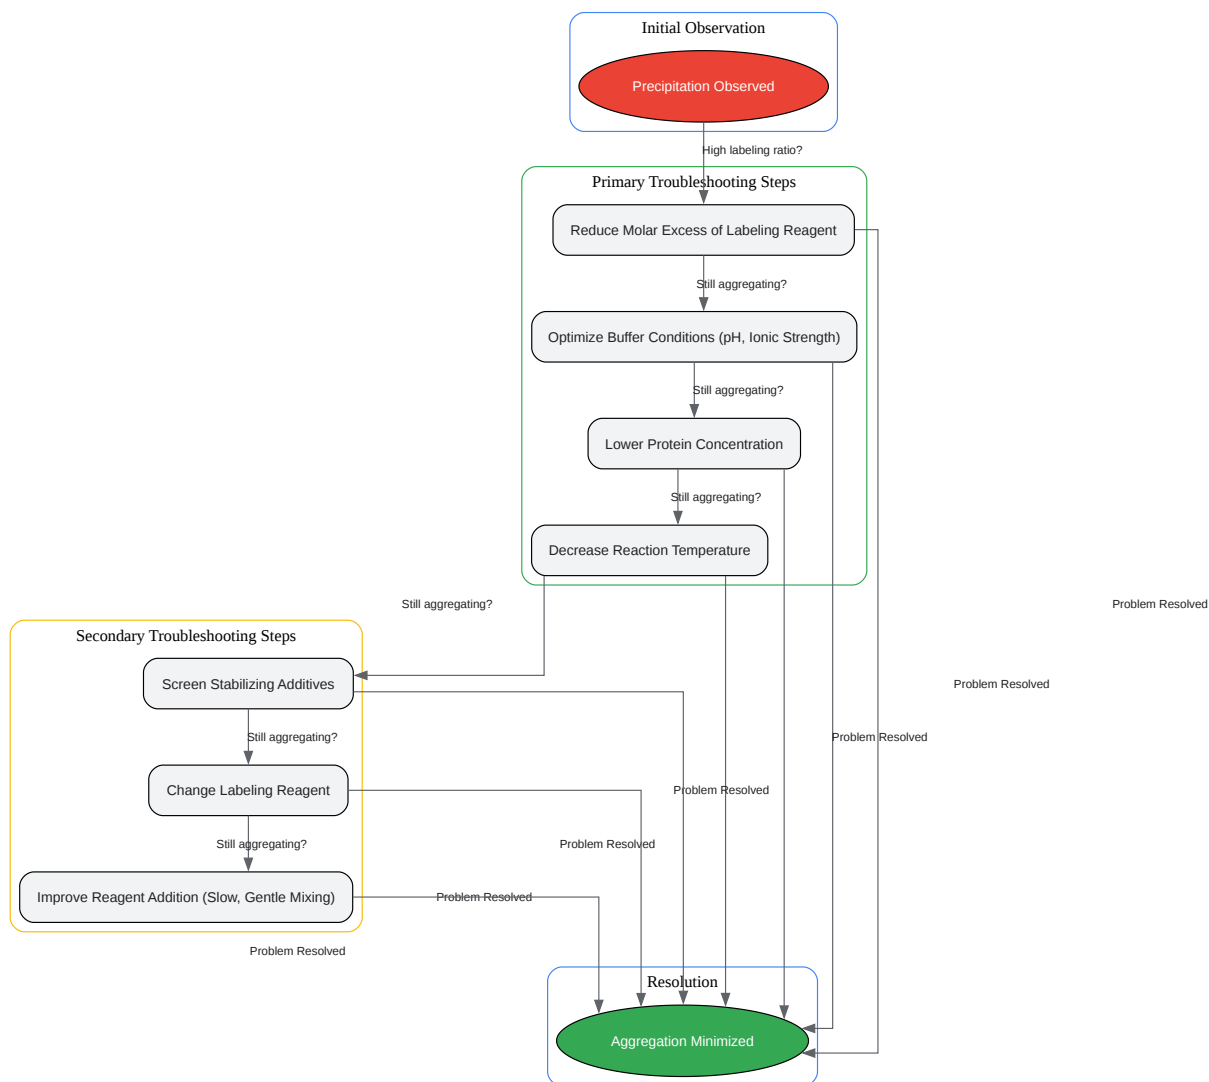 Initial Observation
Precipitation Observed
High labeling ratio?
Primary Troubleshooting Steps
Reduce Molar Excess of Labeling Reagent
Still aggregating?
Optimize Buffer Conditions (pH, Ionic Strength)
Still aggregating?
Lower Protein Concentration
Still aggregating?
Decrease Reaction Temperature
Still aggregating?
Problem Resolved
Secondary Troubleshooting Steps
Screen Stabilizing Additives
Problem Resolved
Still aggregating?
Problem Resolved
Change Labeling Reagent
Problem Resolved
Still aggregating?
Problem Resolved
Improve Reagent Addition (Slow, Gentle Mixing)
Problem Resolved
Problem Resolved
Resolution
Aggregation Minimized